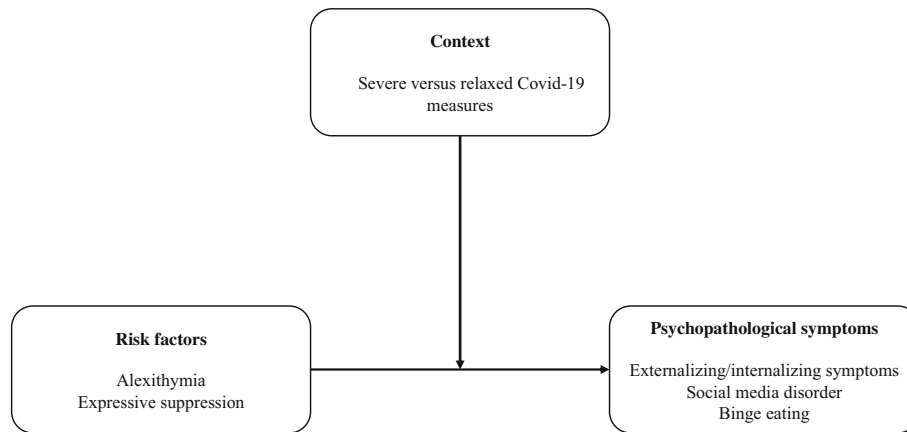 Context
Severe versus relaxed Covid-19
measures
Risk factors
Alexithymia
Expressive suppression
Psychopathological symptoms
Externalizing/internalizing symptoms
Social media disorder
Binge eating